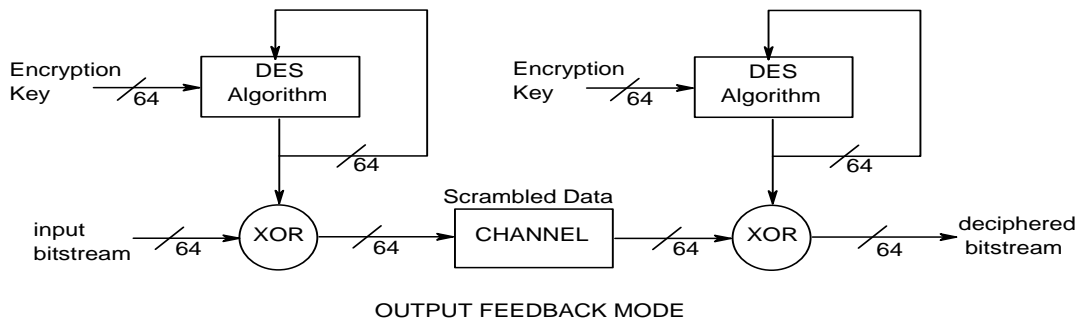 Encryption
Key
64
DES
Algorithm
64
Encryption
Key
64
DES
Algorithm
64
input
bitstream
64
XOR
64
Scrambled Data
CHANNEL
64
XOR
64
deciphered
bitstream
OUTPUT FEEDBACK MODE